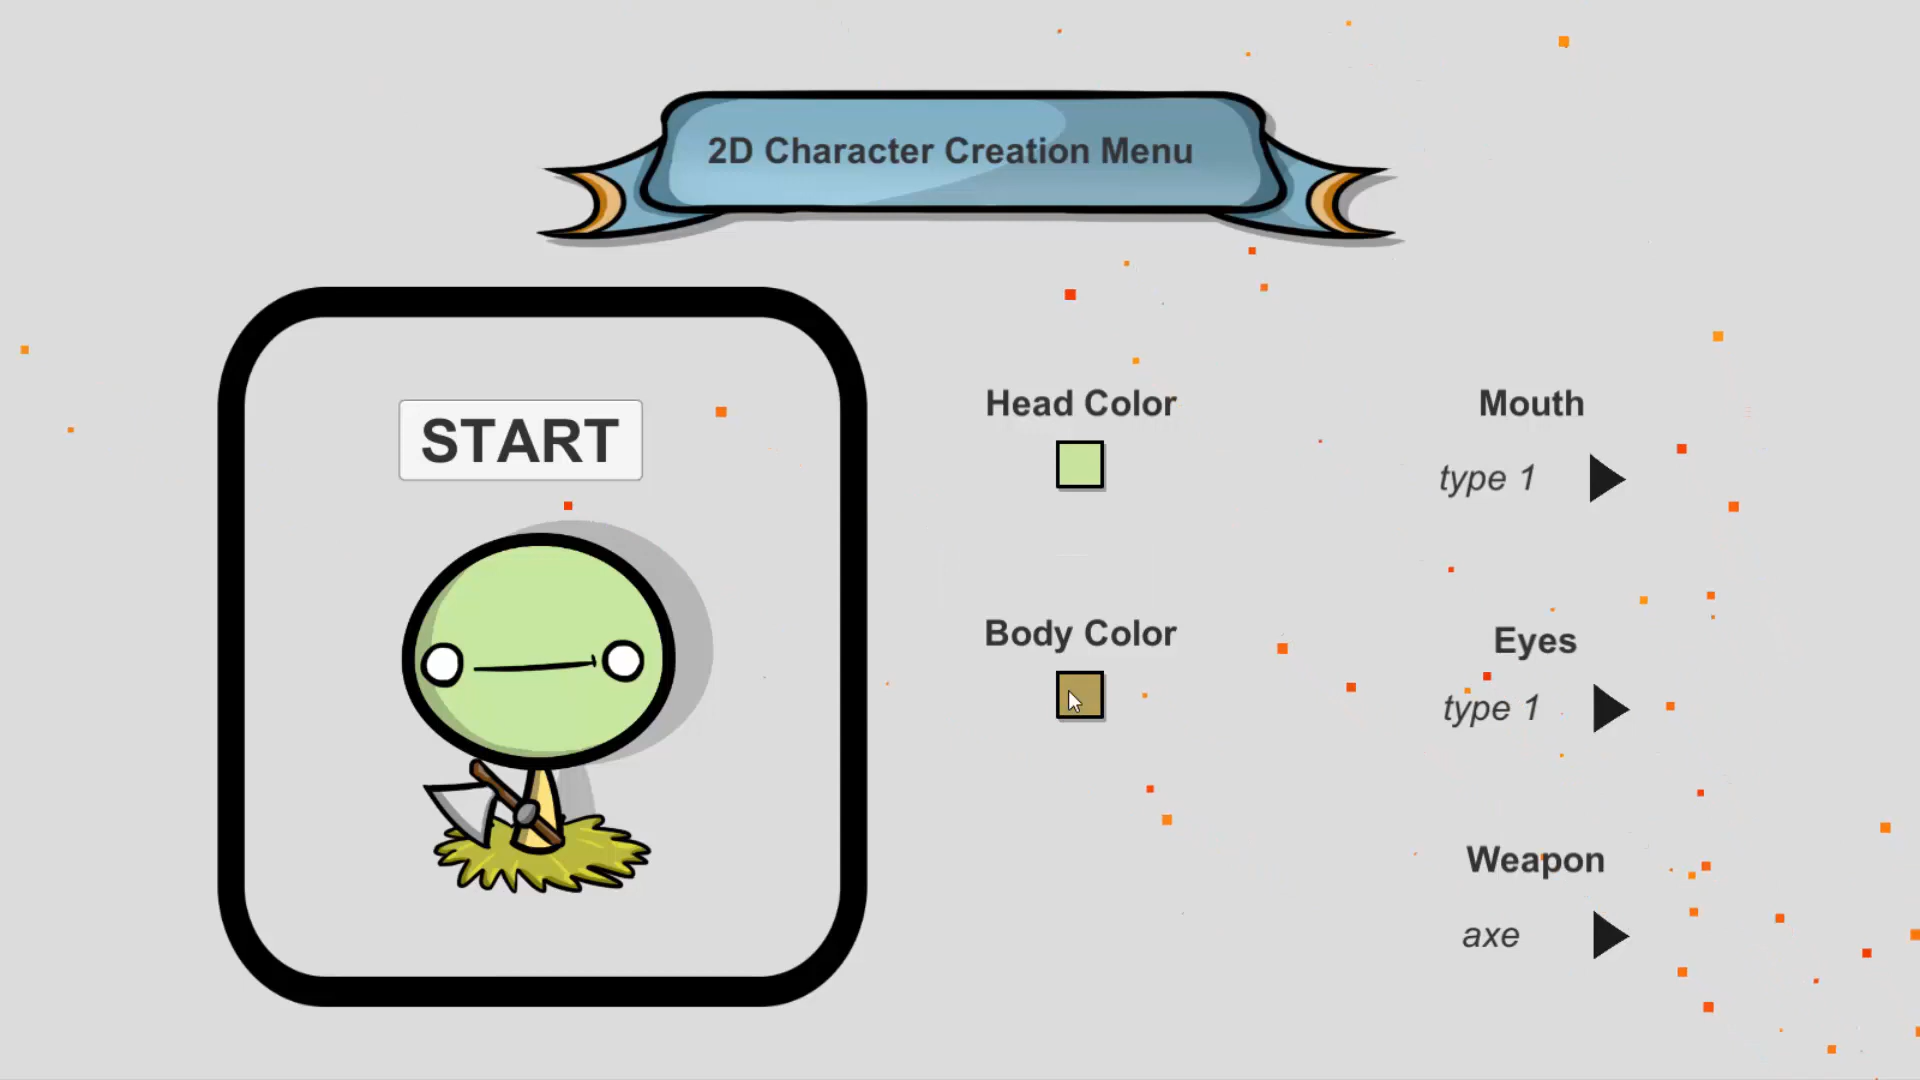 2D Character Creation Menu
START
Head Color
Body Color
Mouth
type 1
Eyes
type 1
Weapon
axe